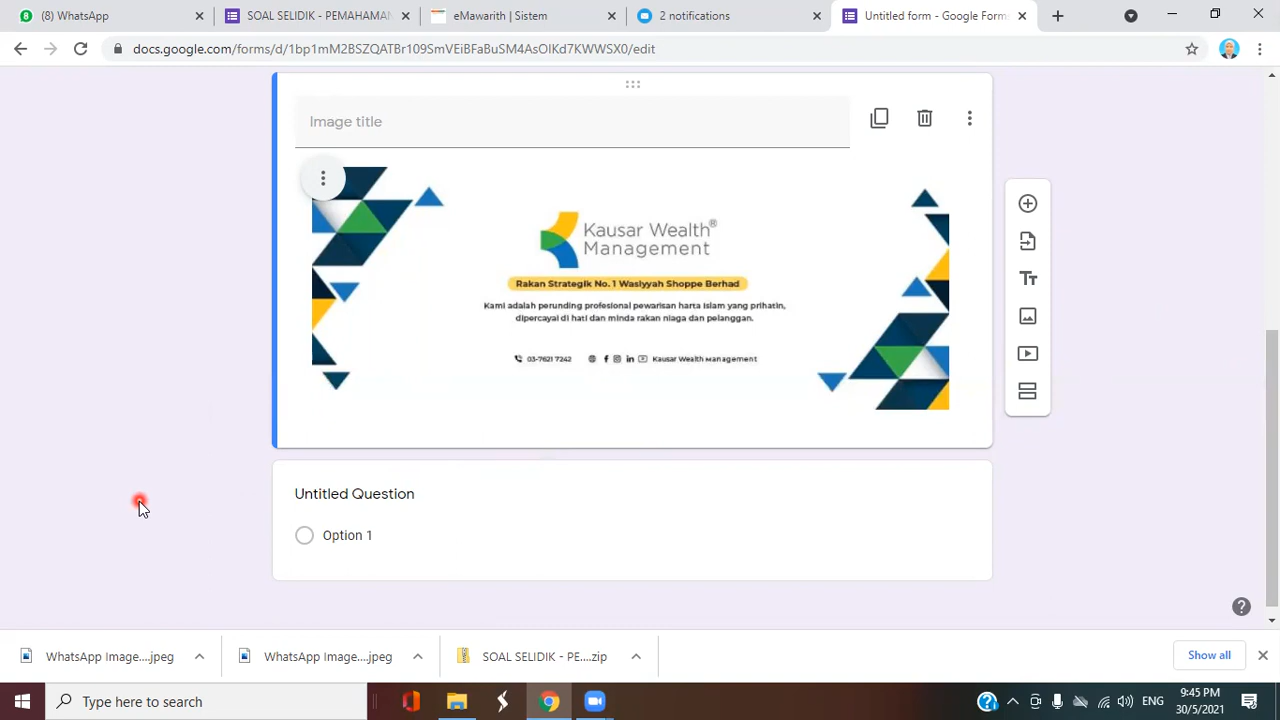 (8) WhatsApp
SOAL SELIDIK - PEMAHAMAN
eMawarith | Sistem
2 notifications
Untitled form - Google Form
docs.google.com/forms/d/1bp1mM2BSZQATBr109SmVEiBFaBuSM4AsOIKd7KWWSX0/edit
Image title
Kausar Wealth®
Management
Rakan Strategik No. 1 Wasiyyah Shoppe Berhad
Kami adalah perunding profesional pewarisan harta islam yang prihatin,
dipercayai di hati dan minda rakan niaga dan pelanggan.
03-7621 7242
Kausar Wealth Management
Tт
Untitled Question
Option 1
WhatsApp Image....jpeg
WhatsApp Image....jpeg
SOAL SELIDIK - PE....zip
Show all
Type here to search
ENG
9:45 PM
30/5/2021